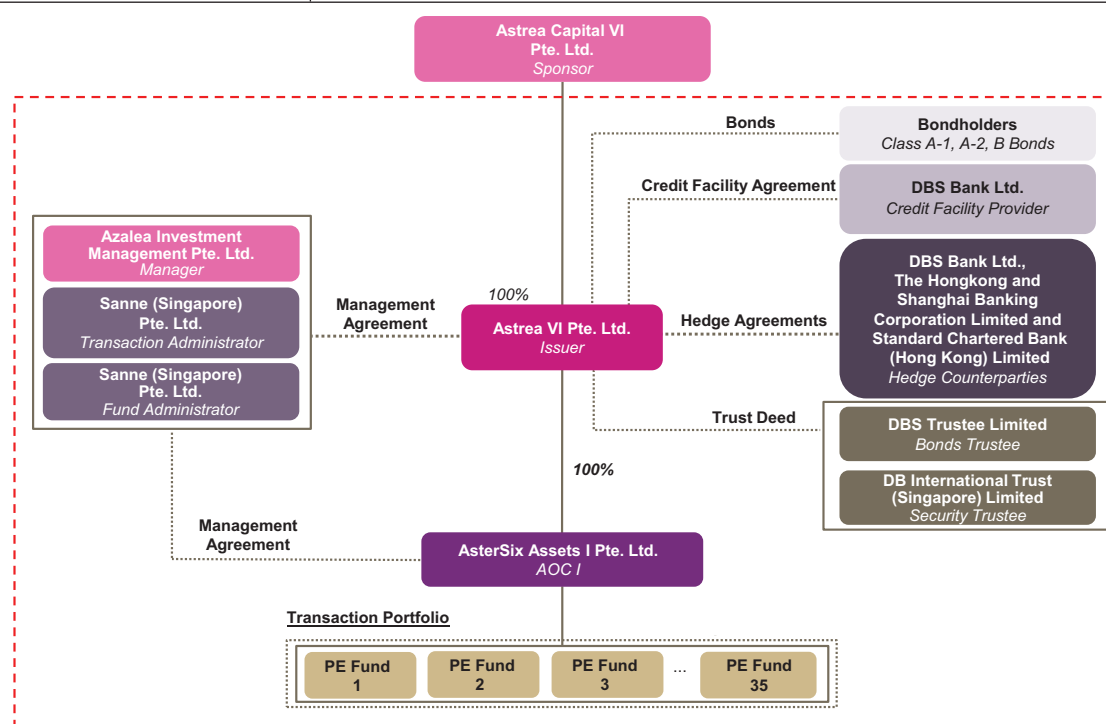 Astrea Capital VI
Pte. Ltd.
Sponsor
Bonds
Bondholders
Class A-1, A-2, B Bonds
Credit Facility Agreement
DBS Bank Ltd.
Credit Facility Provider
Azalea Investment
Management Pte. Ltd.
Manager
Sanne (Singapore)
Pte. Ltd.
Transaction Administrator
Sanne (Singapore)
Pte. Ltd.
Fund Administrator
Management
Agreement
100%
Astrea VI Pte. Ltd.
Issuer
Hedge Agreements
DBS Bank Ltd.,
The Hongkong and
Shanghai Banking
Corporation Limited and
Standard Chartered Bank
(Hong Kong) Limited
Hedge Counterparties
Trust Deed
DBS Trustee Limited
Bonds Trustee
DB International Trust
(Singapore) Limited
Security Trustee
100%
Management
Agreement
AsterSix Assets I Pte. Ltd.
AOC I
Transaction Portfolio
PE Fund
1
PE Fund
2
PE Fund
3
...
PE Fund
35